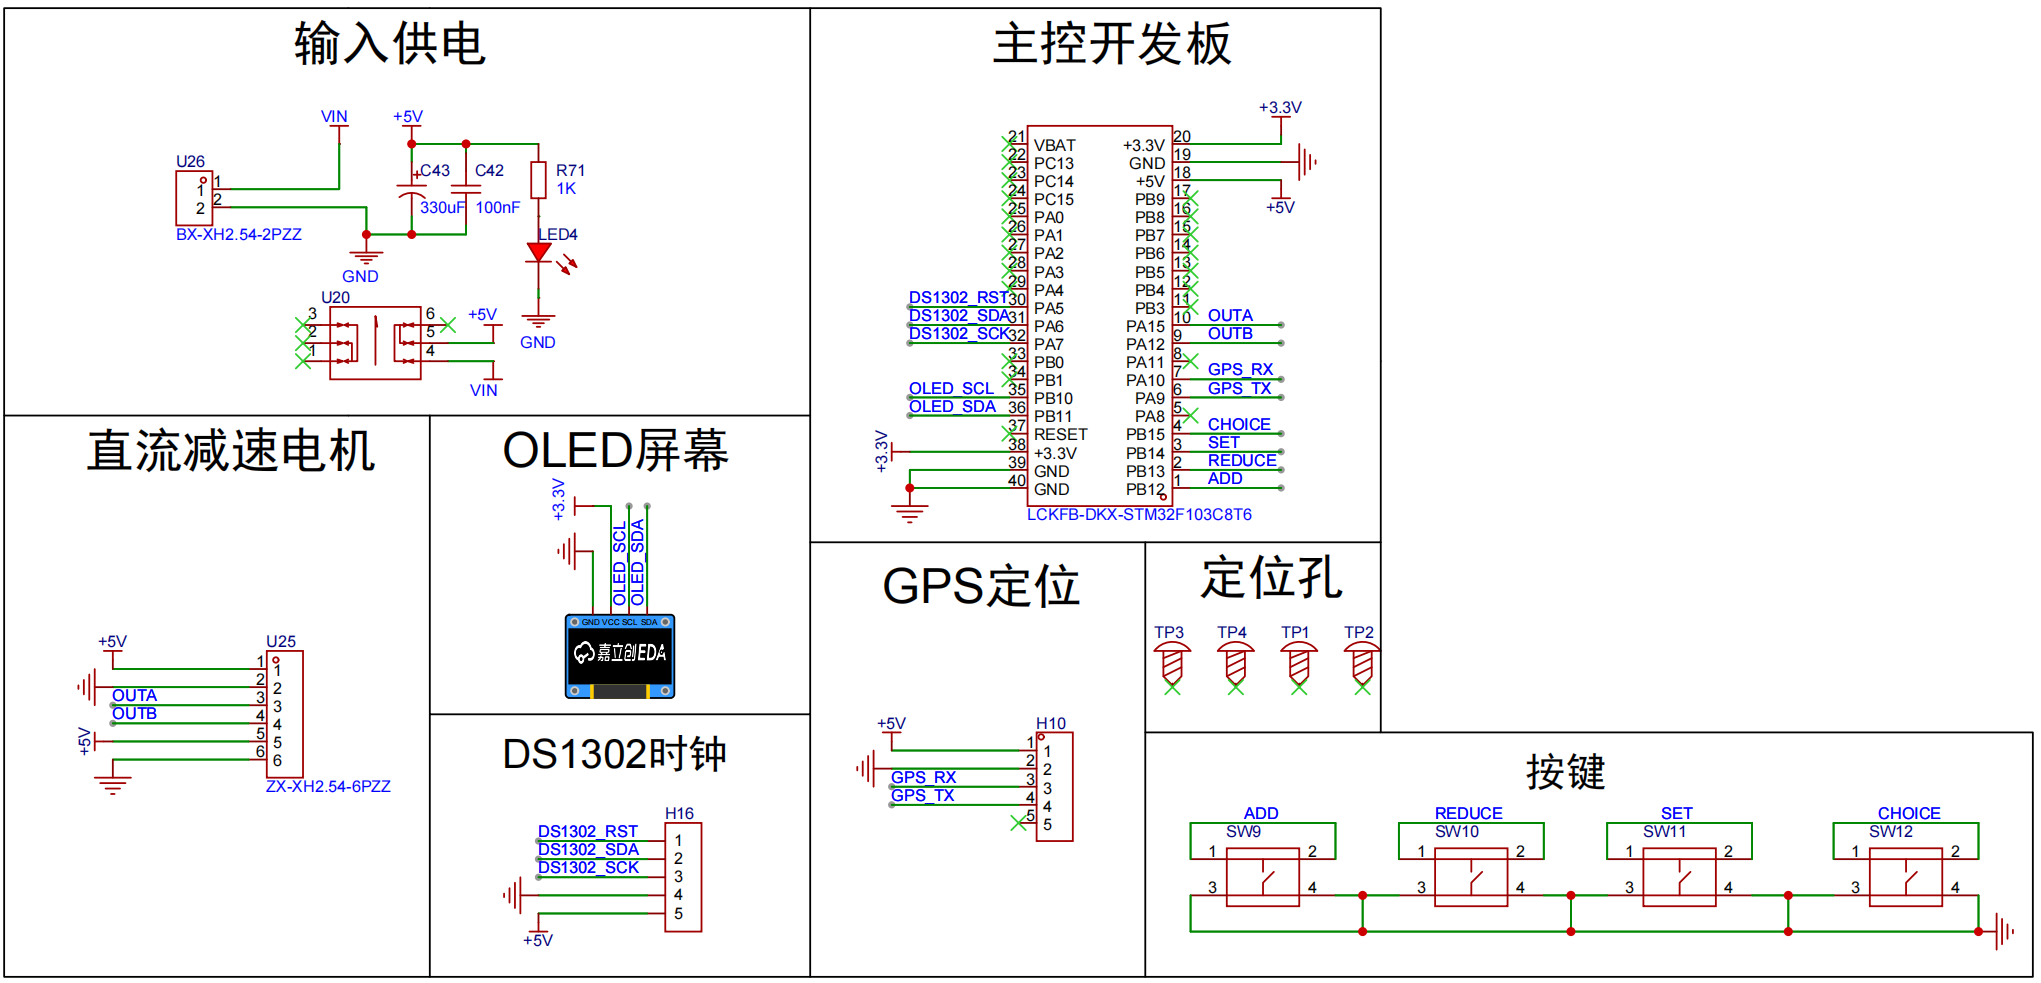 输入供电
VIN
+5V
U26
1
2
1
2
BX-XH2.54-2PZZ
C43
330uF
C42
100nF
R71
1K
LED4
GND
GND
U20
3
2
1
6
5
4
+5V
VIN
主控开发板
+3.3V
21 VBAT +3.3V 20
22 PC13 GND 19
23 PC14 +5V 18
24 PC15 PB9 17
25 PA0 PB8 16
26 PA1 PB7 15
27 PA2 PB6 14
28 PA3 PB5 13
29 PA4 PB4 12
DS1302_RST 30 PA5 PB3 11
DS1302_SDA 31 PA6 PA15 10 OUTA
DS1302_SCK 32 PA7 PA12 9 OUTB
33 PB0 PA11 8
34 PB1 PA10 7 GPS_RX
OLED_SCL 35 PB10 PA9 6 GPS_TX
OLED_SDA 36 PB11 PA8 5
37 RESET PB15 4 CHOICE
+3.3V 38 +3.3V PB14 3 SET
39 GND PB13 2 REDUCE
40 GND PB12 1 ADD
+5V
LCKFB-DKX-STM32F103C8T6
直流减速电机
+5V
U25
1 1
2 2
OUTA 3 3
OUTB 4 4
+5V 5 5
6 6
ZX-XH2.54-6PZZ
OLED屏幕
+3.3V
OLED_SCL
OLED_SDA
GND VCC SCL SDA
嘉立创EDA
DS1302时钟
H16
DS1302_RST 1
DS1302_SDA 2
DS1302_SCK 3
4
5
+5V
GPS定位
+5V
H10
1 1
2 2
GPS_RX 3 3
GPS_TX 4 4
5 5
定位孔
TP3 TP4 TP1 TP2
按键
ADD REDUCE SET CHOICE
SW9 SW10 SW11 SW12
1 2 1 2 1 2 1 2
3 4 3 4 3 4 3 4